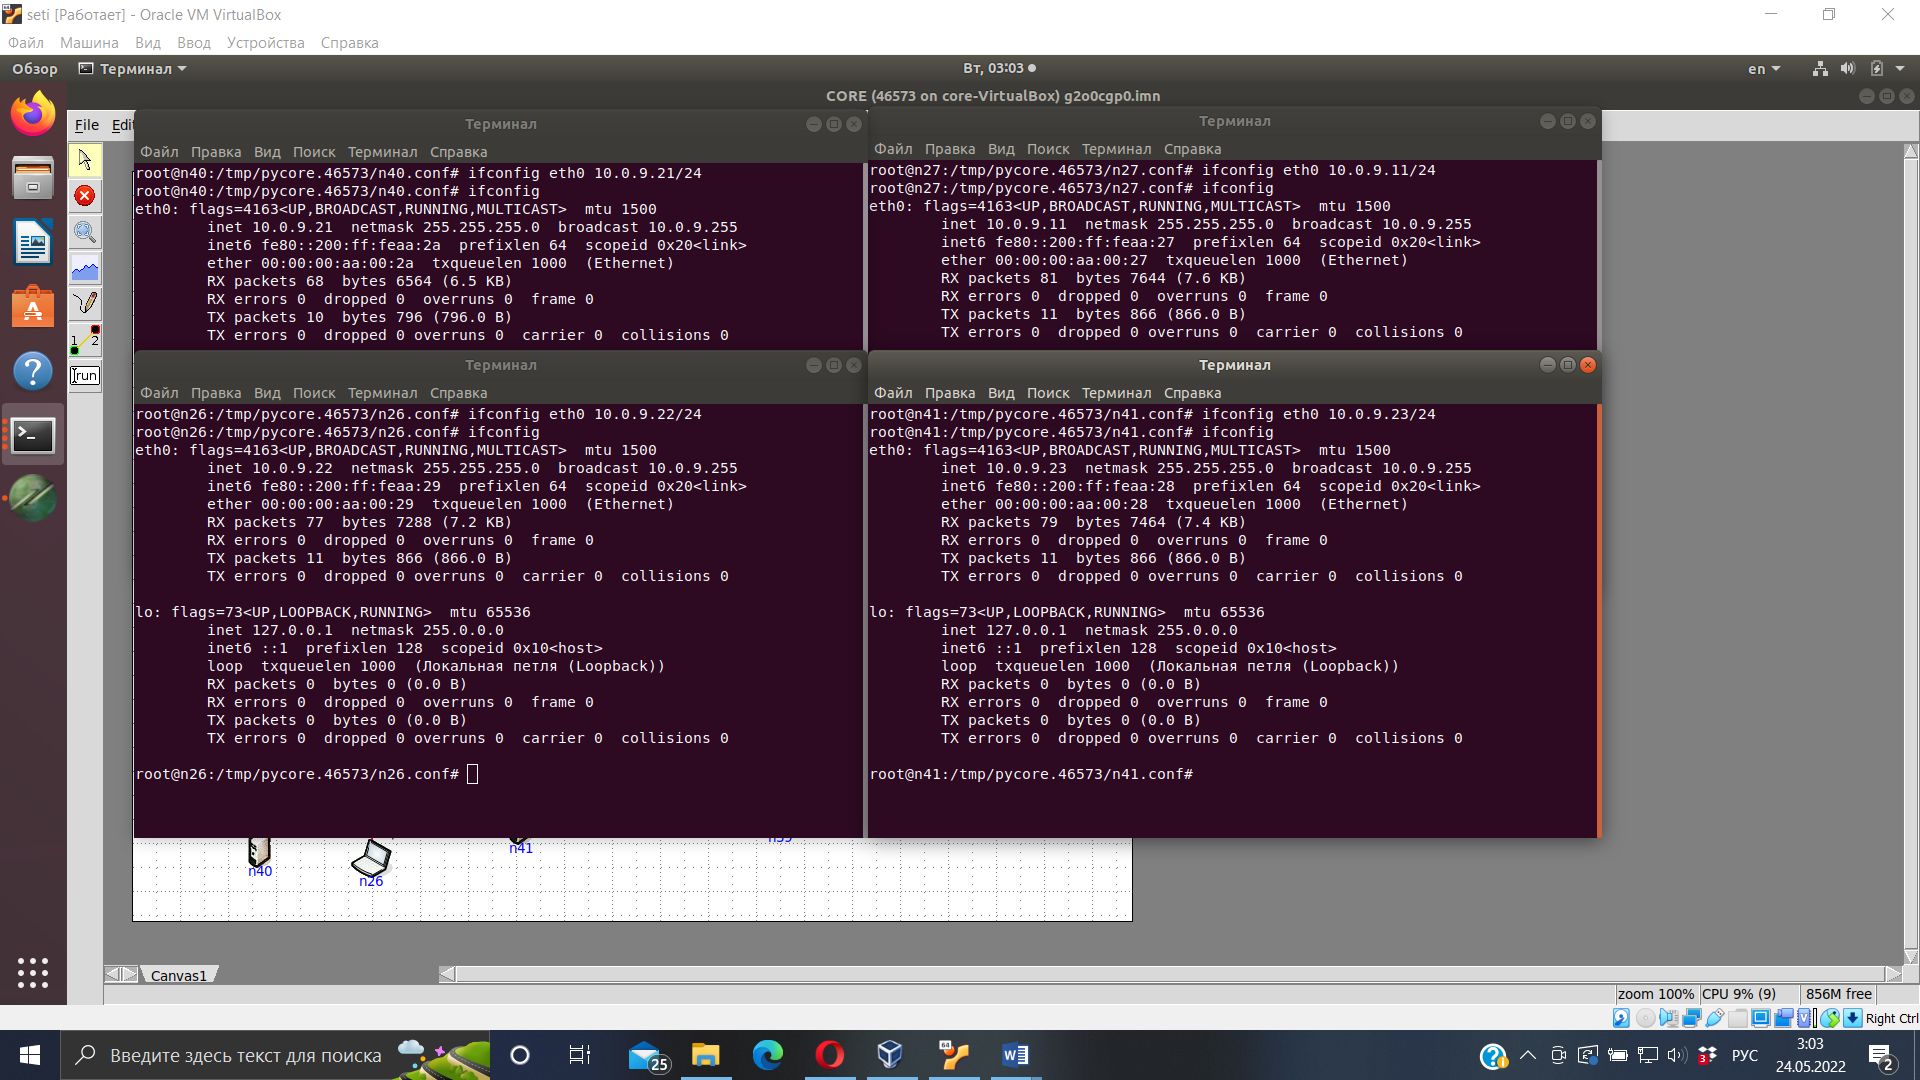 seti [Работает] - Oracle VM VirtualBox
Файл Машина Вид Ввод Устройства Справка
Обзор Терминал Вт, 03:03 en
CORE (46573 on core-VirtualBox) g2o0cgp0.imn
File
Терминал
Файл Правка Вид Поиск Терминал Справка
root@n40:/tmp/pycore.46573/n40.conf# ifconfig eth0 10.0.9.21/24
root@n40:/tmp/pycore.46573/n40.conf# ifconfig
eth0: flags=4163<UP,BROADCAST,RUNNING,MULTICAST>  mtu 1500
inet 10.0.9.21  netmask 255.255.255.0  broadcast 10.0.9.255
inet6 fe80::200:ff:feaa:2a  prefixlen 64  scopeid 0x20<link>
ether 00:00:00:aa:00:2a  txqueuelen 1000  (Ethernet)
RX packets 68  bytes 6564 (6.5 KB)
RX errors 0  dropped 0  overruns 0  frame 0
TX packets 10  bytes 796 (796.0 B)
TX errors 0  dropped 0 overruns 0  carrier 0  collisions 0
Терминал
Файл Правка Вид Поиск Терминал Справка
root@n27:/tmp/pycore.46573/n27.conf# ifconfig eth0 10.0.9.11/24
root@n27:/tmp/pycore.46573/n27.conf# ifconfig
eth0: flags=4163<UP,BROADCAST,RUNNING,MULTICAST>  mtu 1500
inet 10.0.9.11  netmask 255.255.255.0  broadcast 10.0.9.255
inet6 fe80::200:ff:feaa:27  prefixlen 64  scopeid 0x20<link>
ether 00:00:00:aa:00:27  txqueuelen 1000  (Ethernet)
RX packets 81  bytes 7644 (7.6 KB)
RX errors 0  dropped 0  overruns 0  frame 0
TX packets 11  bytes 866 (866.0 B)
TX errors 0  dropped 0 overruns 0  carrier 0  collisions 0
Терминал
Файл Правка Вид Поиск Терминал Справка
root@n26:/tmp/pycore.46573/n26.conf# ifconfig eth0 10.0.9.22/24
root@n26:/tmp/pycore.46573/n26.conf# ifconfig
eth0: flags=4163<UP,BROADCAST,RUNNING,MULTICAST>  mtu 1500
inet 10.0.9.22  netmask 255.255.255.0  broadcast 10.0.9.255
inet6 fe80::200:ff:feaa:29  prefixlen 64  scopeid 0x20<link>
ether 00:00:00:aa:00:29  txqueuelen 1000  (Ethernet)
RX packets 77  bytes 7288 (7.2 KB)
RX errors 0  dropped 0  overruns 0  frame 0
TX packets 11  bytes 866 (866.0 B)
TX errors 0  dropped 0 overruns 0  carrier 0  collisions 0
lo: flags=73<UP,LOOPBACK,RUNNING>  mtu 65536
inet 127.0.0.1  netmask 255.0.0.0
inet6 ::1  prefixlen 128  scopeid 0x10<host>
loop  txqueuelen 1000  (Локальная петля (Loopback))
RX packets 0  bytes 0 (0.0 B)
RX errors 0  dropped 0  overruns 0  frame 0
TX packets 0  bytes 0 (0.0 B)
TX errors 0  dropped 0 overruns 0  carrier 0  collisions 0
root@n26:/tmp/pycore.46573/n26.conf#
Терминал
Файл Правка Вид Поиск Терминал Справка
root@n41:/tmp/pycore.46573/n41.conf# ifconfig eth0 10.0.9.23/24
root@n41:/tmp/pycore.46573/n41.conf# ifconfig
eth0: flags=4163<UP,BROADCAST,RUNNING,MULTICAST>  mtu 1500
inet 10.0.9.23  netmask 255.255.255.0  broadcast 10.0.9.255
inet6 fe80::200:ff:feaa:28  prefixlen 64  scopeid 0x20<link>
ether 00:00:00:aa:00:28  txqueuelen 1000  (Ethernet)
RX packets 79  bytes 7464 (7.4 KB)
RX errors 0  dropped 0  overruns 0  frame 0
TX packets 11  bytes 866 (866.0 B)
TX errors 0  dropped 0 overruns 0  carrier 0  collisions 0
lo: flags=73<UP,LOOPBACK,RUNNING>  mtu 65536
inet 127.0.0.1  netmask 255.0.0.0
inet6 ::1  prefixlen 128  scopeid 0x10<host>
loop  txqueuelen 1000  (Локальная петля (Loopback))
RX packets 0  bytes 0 (0.0 B)
RX errors 0  dropped 0  overruns 0  frame 0
TX packets 0  bytes 0 (0.0 B)
TX errors 0  dropped 0 overruns 0  carrier 0  collisions 0
root@n41:/tmp/pycore.46573/n41.conf#
1 2
run
n41
n40
n26
Canvas1
zoom 100% CPU 9% (9) 856M free
Right Ctrl
Введите здесь текст для поиска
25
64
РУС
3:03
24.05.2022
3
2